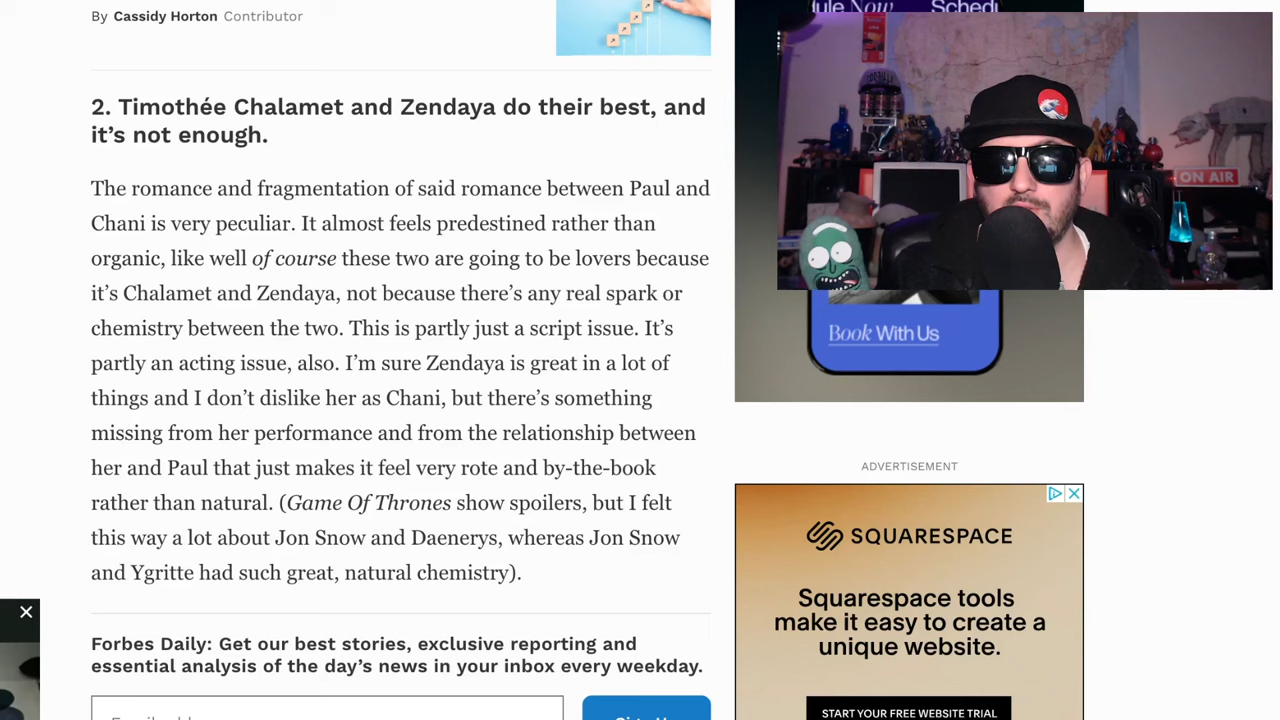 By Cassidy Horton Contributor
2. Timothée Chalamet and Zendaya do their best, and
it's not enough.
The romance and fragmentation of said romance between Paul and
Chani is very peculiar. It almost feels predestined rather than
organic, like well of course these two are going to be lovers because
it's Chalamet and Zendaya, not because there's any real spark or
chemistry between the two. This is partly just a script issue. It's
partly an acting issue, also. I'm sure Zendaya is great in a lot of
things and I don't dislike her as Chani, but there's something
missing from her performance and from the relationship between
her and Paul that just makes it feel very rote and by-the-book
rather than natural. (Game Of Thrones show spoilers, but I felt
this way a lot about Jon Snow and Daenerys, whereas Jon Snow
and Ygritte had such great, natural chemistry).
Forbes Daily: Get our best stories, exclusive reporting and
essential analysis of the day's news in your inbox every weekday.
ON AIR
Book With Us
ADVERTISEMENT
SQUARESPACE
Squarespace tools
make it easy to create a
unique website.
START YOUR FREE WEBSITE TRIAL